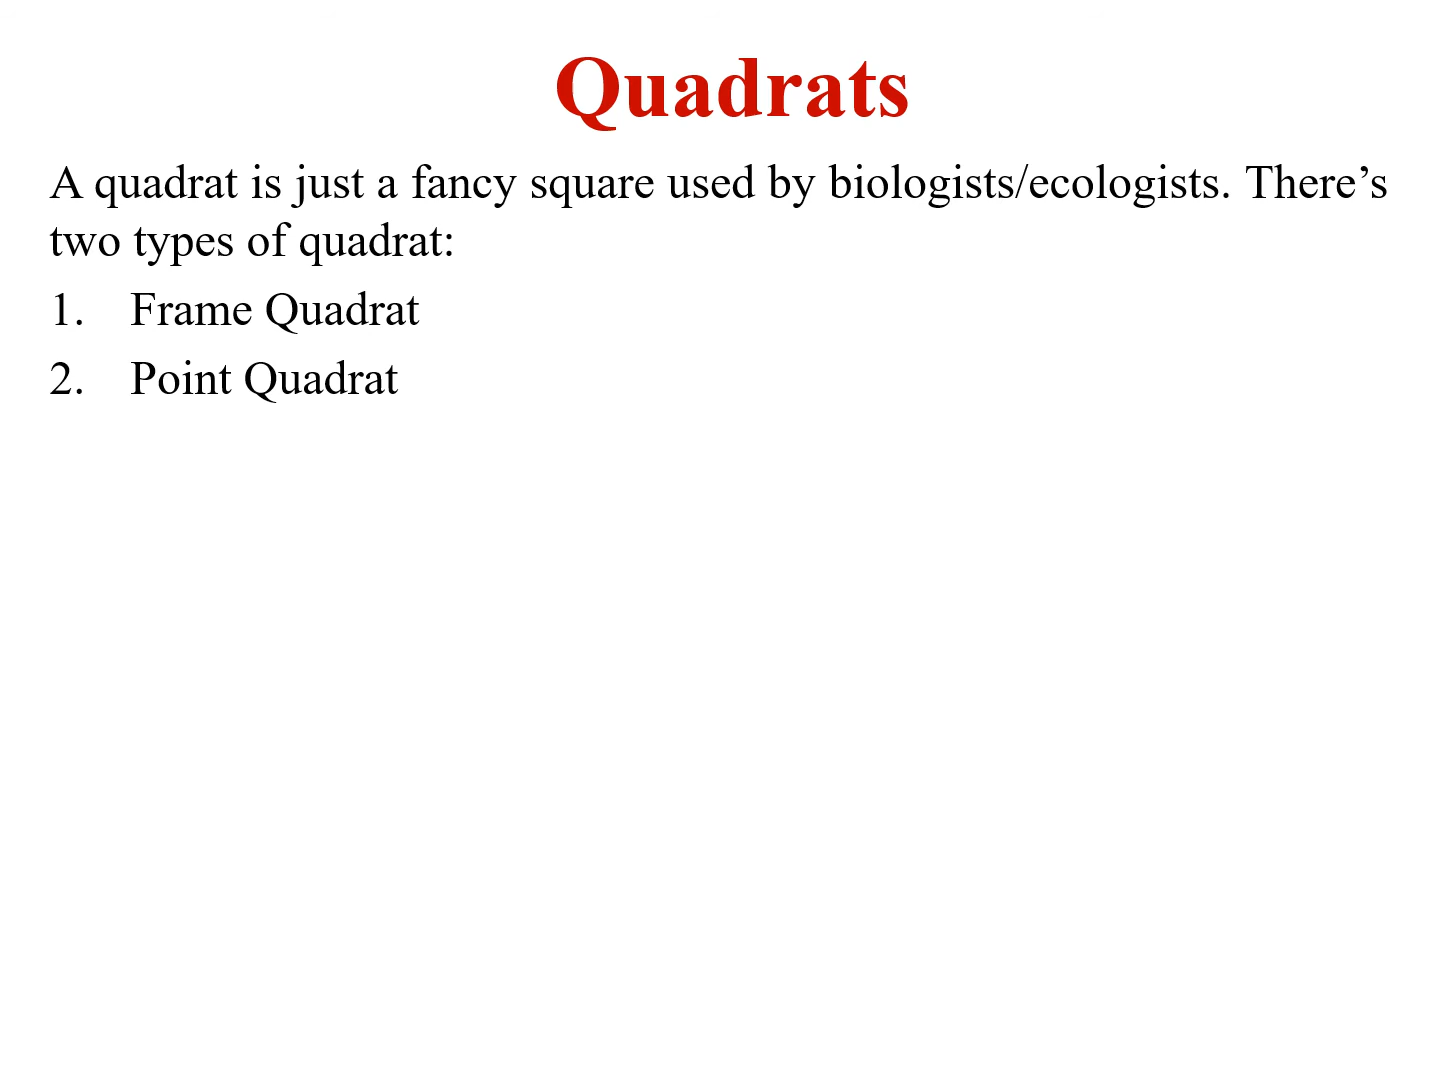 Quadrats
A quadrat is just a fancy square used by biologists/ecologists. There’s
two types of quadrat:
1. Frame Quadrat
2. Point Quadrat